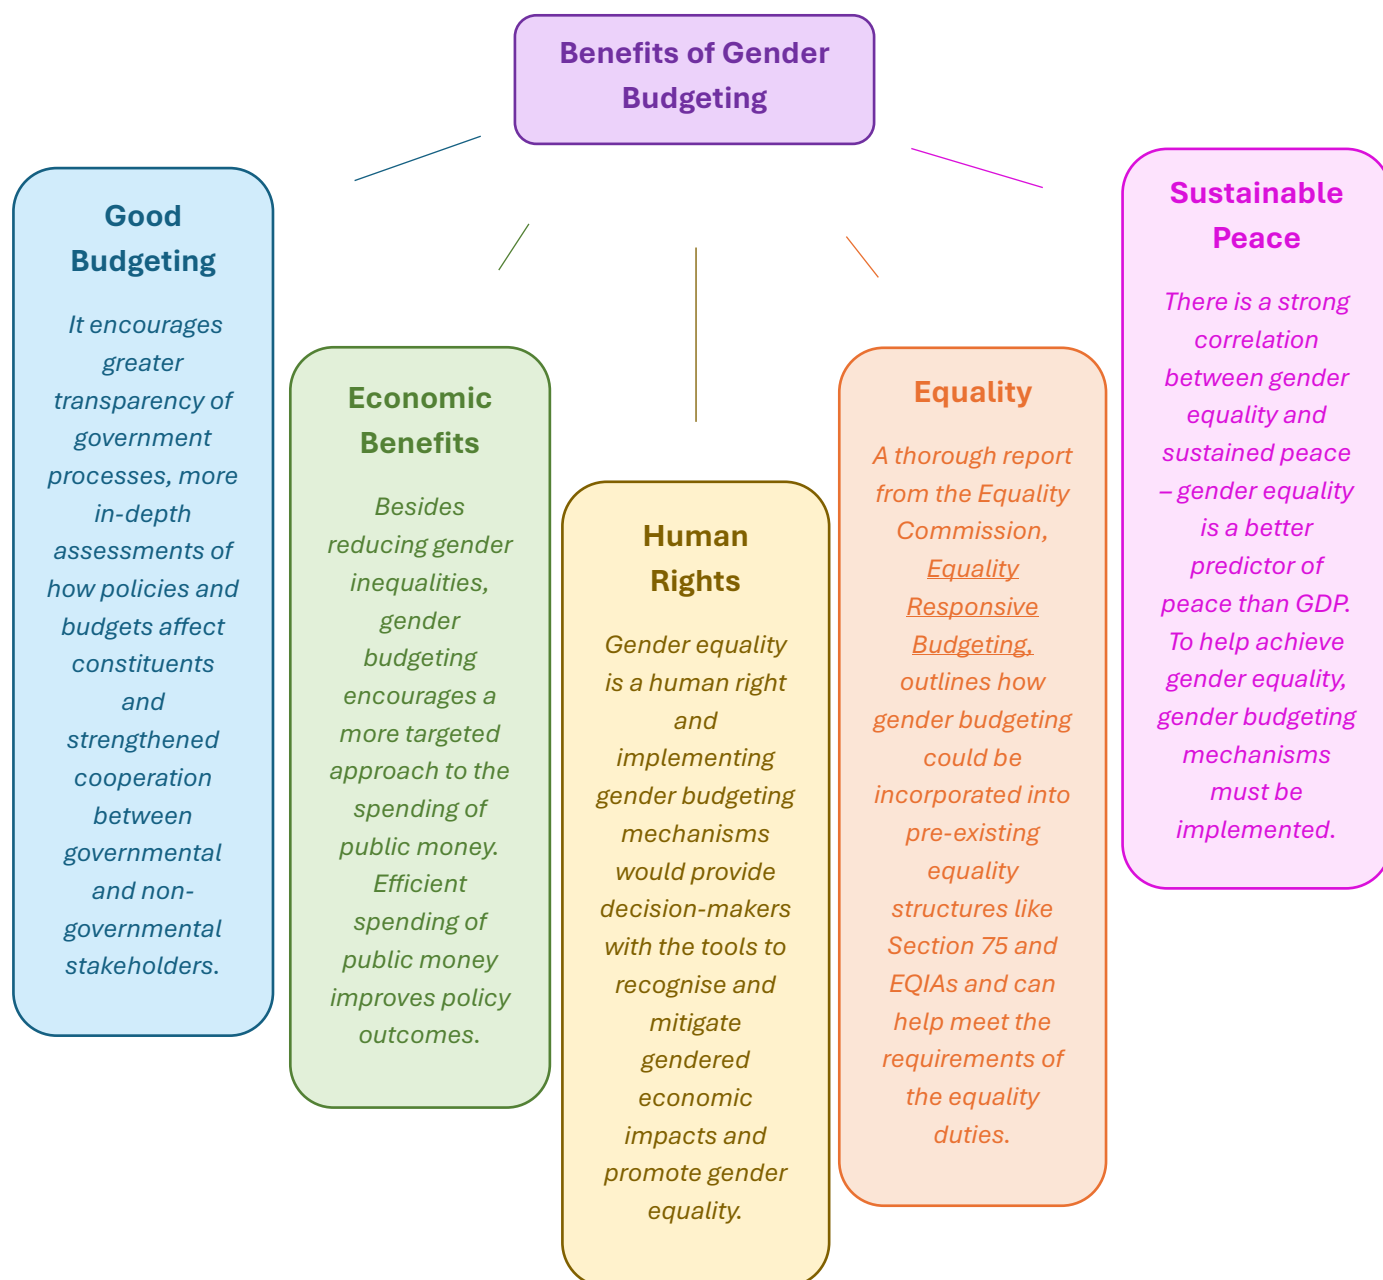 Benefits of Gender
Budgeting
Good
Budgeting
It encourages
greater
transparency of
government
processes, more
in-depth
assessments of
how policies and
budgets affect
constituents
and
strengthened
cooperation
between
governmental
and non-
governmental
stakeholders.
Economic
Benefits
Besides
reducing gender
inequalities,
gender
budgeting
encourages a
more targeted
approach to the
spending of
public money.
Efficient
spending of
public money
improves policy
outcomes.
Human
Rights
Gender equality
is a human right
and
implementing
gender budgeting
mechanisms
would provide
decision-makers
with the tools to
recognise and
mitigate
gendered
economic
impacts and
promote gender
equality.
Equality
A thorough report
from the Equality
Commission,
Equality
Responsive
Budgeting,
outlines how
gender budgeting
could be
incorporated into
pre-existing
equality
structures like
Section 75 and
EQIAs and can
help meet the
requirements of
the equality
duties.
Sustainable
Peace
There is a strong
correlation
between gender
equality and
sustained peace
– gender equality
is a better
predictor of
peace than GDP.
To help achieve
gender equality,
gender budgeting
mechanisms
must be
implemented.